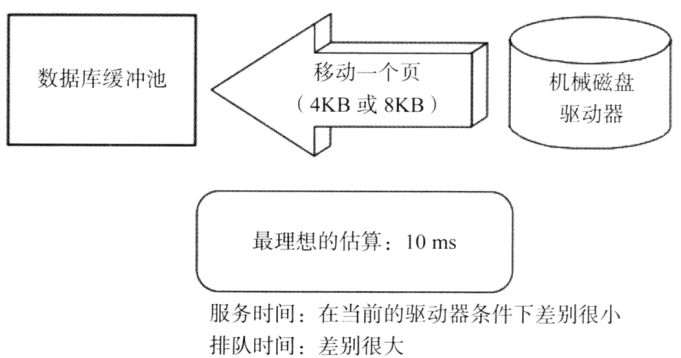 数据库缓冲池
移动一个页
（4KB 或 8KB）
机械磁盘
驱动器
最理想的估算：10 ms
服务时间：在当前的驱动器条件下差别很小
排队时间：差别很大